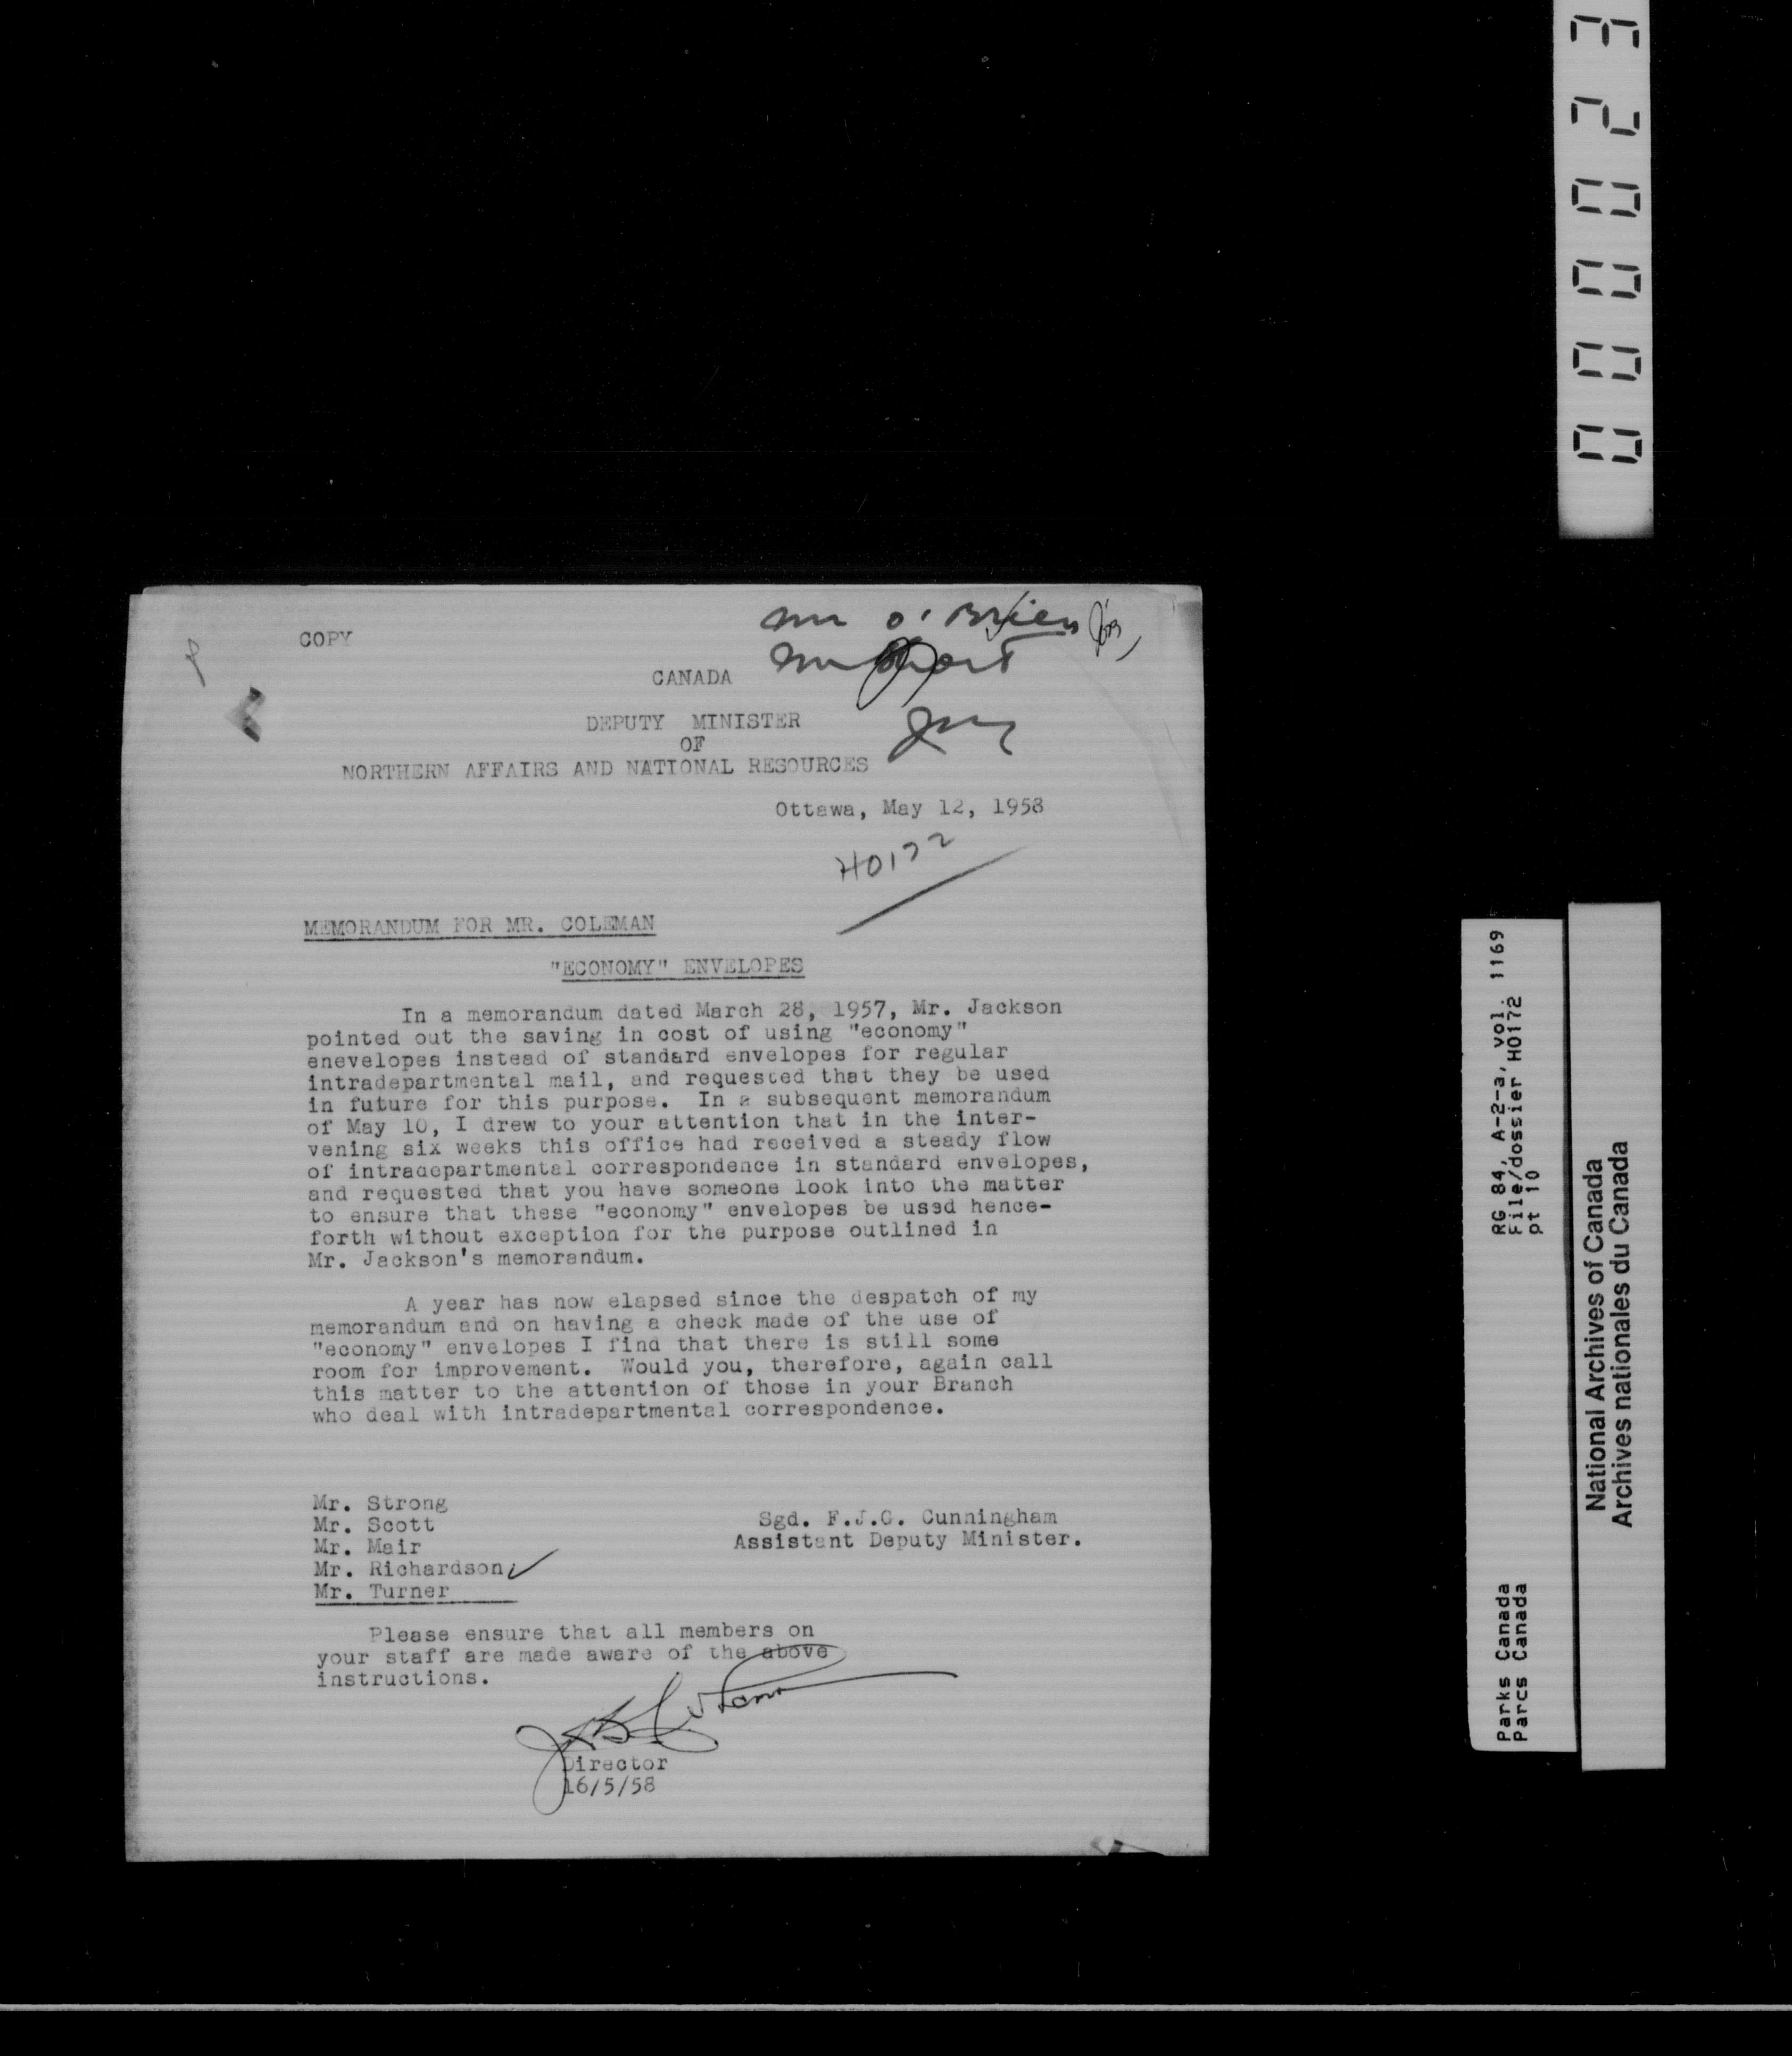 000023
COPY
Mr O'Brien
CANADA
DEPUTY MINISTER
OF
NORTHERN AFFAIRS AND NATIONAL RESOURCES
Ottawa, May 12, 1958
HO172
MEMORANDUM FOR MR. COLEMAN
"ECONOMY" ENVELOPES
In a memorandum dated March 28, 1957, Mr. Jackson
pointed out the saving in cost of using "economy"
enevelopes instead of standard envelopes for regular
intradepartmental mail, and requested that they be used
in future for this purpose. In a subsequent memorandum
of May 10, I drew to your attention that in the inter-
vening six weeks this office had received a steady flow
of intradepartmental correspondence in standard envelopes,
and requested that you have someone look into the matter
to ensure that these "economy" envelopes be used hence-
forth without exception for the purpose outlined in
Mr. Jackson's memorandum.
A year has now elapsed since the despatch of my
memorandum and on having a check made of the use of
"economy" envelopes I find that there is still some
room for improvement. Would you, therefore, again call
this matter to the attention of those in your Branch
who deal with intradepartmental correspondence.
Sgd. F.J.G. Cunningham
Assistant Deputy Minister.
Mr. Strong
Mr. Scott
Mr. Mair
Mr. Richardson
Mr. Turner
Please ensure that all members on
your staff are made aware of the above
instructions.
Director
16/5/58
RG 84, A-2-a, vol. 1169
File/dossier HO172
pt 10
Parks Canada
Parcs Canada
National Archives of Canada
Archives nationales du Canada